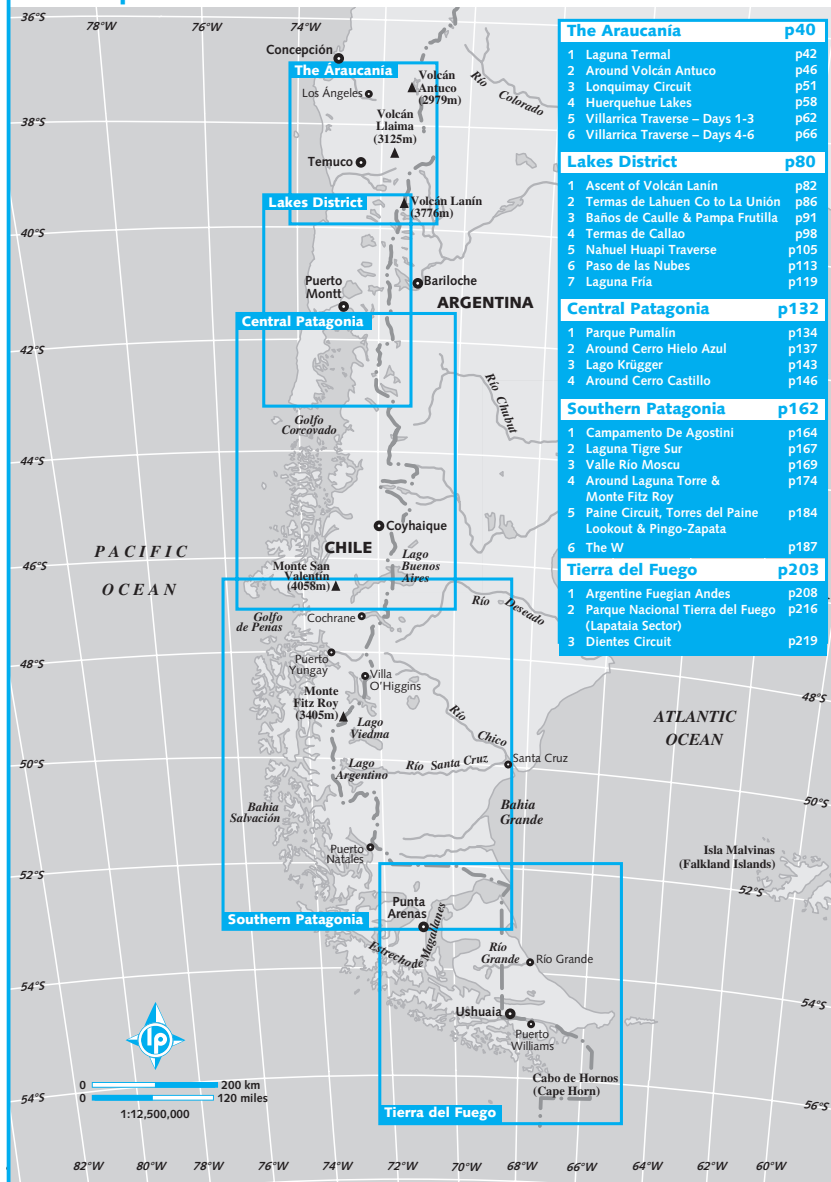 36°S
78°W
76°W
74°W
Concepción
The Araucanía
Los Ángeles
Volcán
Antuco
(2979m)
Río Colorado
38°S
Volcán
Llaima
(3125m)
Temuco
Lakes District
Volcán Lanín
(3776m)
40°S
Puerto
Montt
Bariloche
ARGENTINA
Central Patagonia
42°S
Río Chubut
Golfo
Corcovado
44°S
Coyhaique
PACIFIC
OCEAN
CHILE
Lago
Buenos
Aires
Monte San
Valentín
(4058m)
46°S
Golfo
de Penas
Cochrane
Río Deseado
48°S
Puerto
Yungay
Villa
O'Higgins
48°S
Monte
Fitz Roy
(3405m)
Lago
Viedma
Río Chico
ATLANTIC
OCEAN
50°S
Lago
Argentino
Río Santa Cruz
Santa Cruz
50°S
Bahía
Salvación
Bahia
Grande
Puerto
Natales
Isla Malvinas
(Falkland Islands)
52°S
52°S
Punta
Arenas
Southern Patagonia
Estrecho de Magallanes
Río
Grande
Río Grande
54°S
54°S
Ushuaia
Puerto
Williams
lp
Cabo de Hornos
(Cape Horn)
0 200 km
0 120 miles
1:12,500,000
54°S
Tierra del Fuego
56°S
82°W
80°W
78°W
76°W
74°W
72°W
70°W
68°W
66°W
64°W
62°W
The Araucanía p40
1 Laguna Termal p42
2 Around Volcán Antuco p46
3 Lonquimay Circuit p51
4 Huerquehue Lakes p58
5 Villarrica Traverse – Days 1-3 p62
6 Villarrica Traverse – Days 4-6 p66
Lakes District p80
1 Ascent of Volcán Lanín p82
2 Termas de Lahuen Co to La Unión p86
3 Baños de Caulle & Pampa Frutilla p91
4 Termas de Callao p98
5 Nahuel Huapi Traverse p105
6 Paso de las Nubes p113
7 Laguna Fría p119
Central Patagonia p132
1 Parque Pumalín p134
2 Around Cerro Hielo Azul p137
3 Lago Krügger p143
4 Around Cerro Castillo p146
Southern Patagonia p162
1 Campamento De Agostini p164
2 Laguna Tigre Sur p167
3 Valle Río Moscu p169
4 Around Laguna Torre & p174
Monte Fitz Roy
5 Paine Circuit, Torres del Paine p184
Lookout & Pingo-Zapata
6 The W p187
Tierra del Fuego p203
1 Argentine Fuegian Andes p208
2 Parque Nacional Tierra del Fuego p216
(Lapataia Sector)
3 Dientes Circuit p219